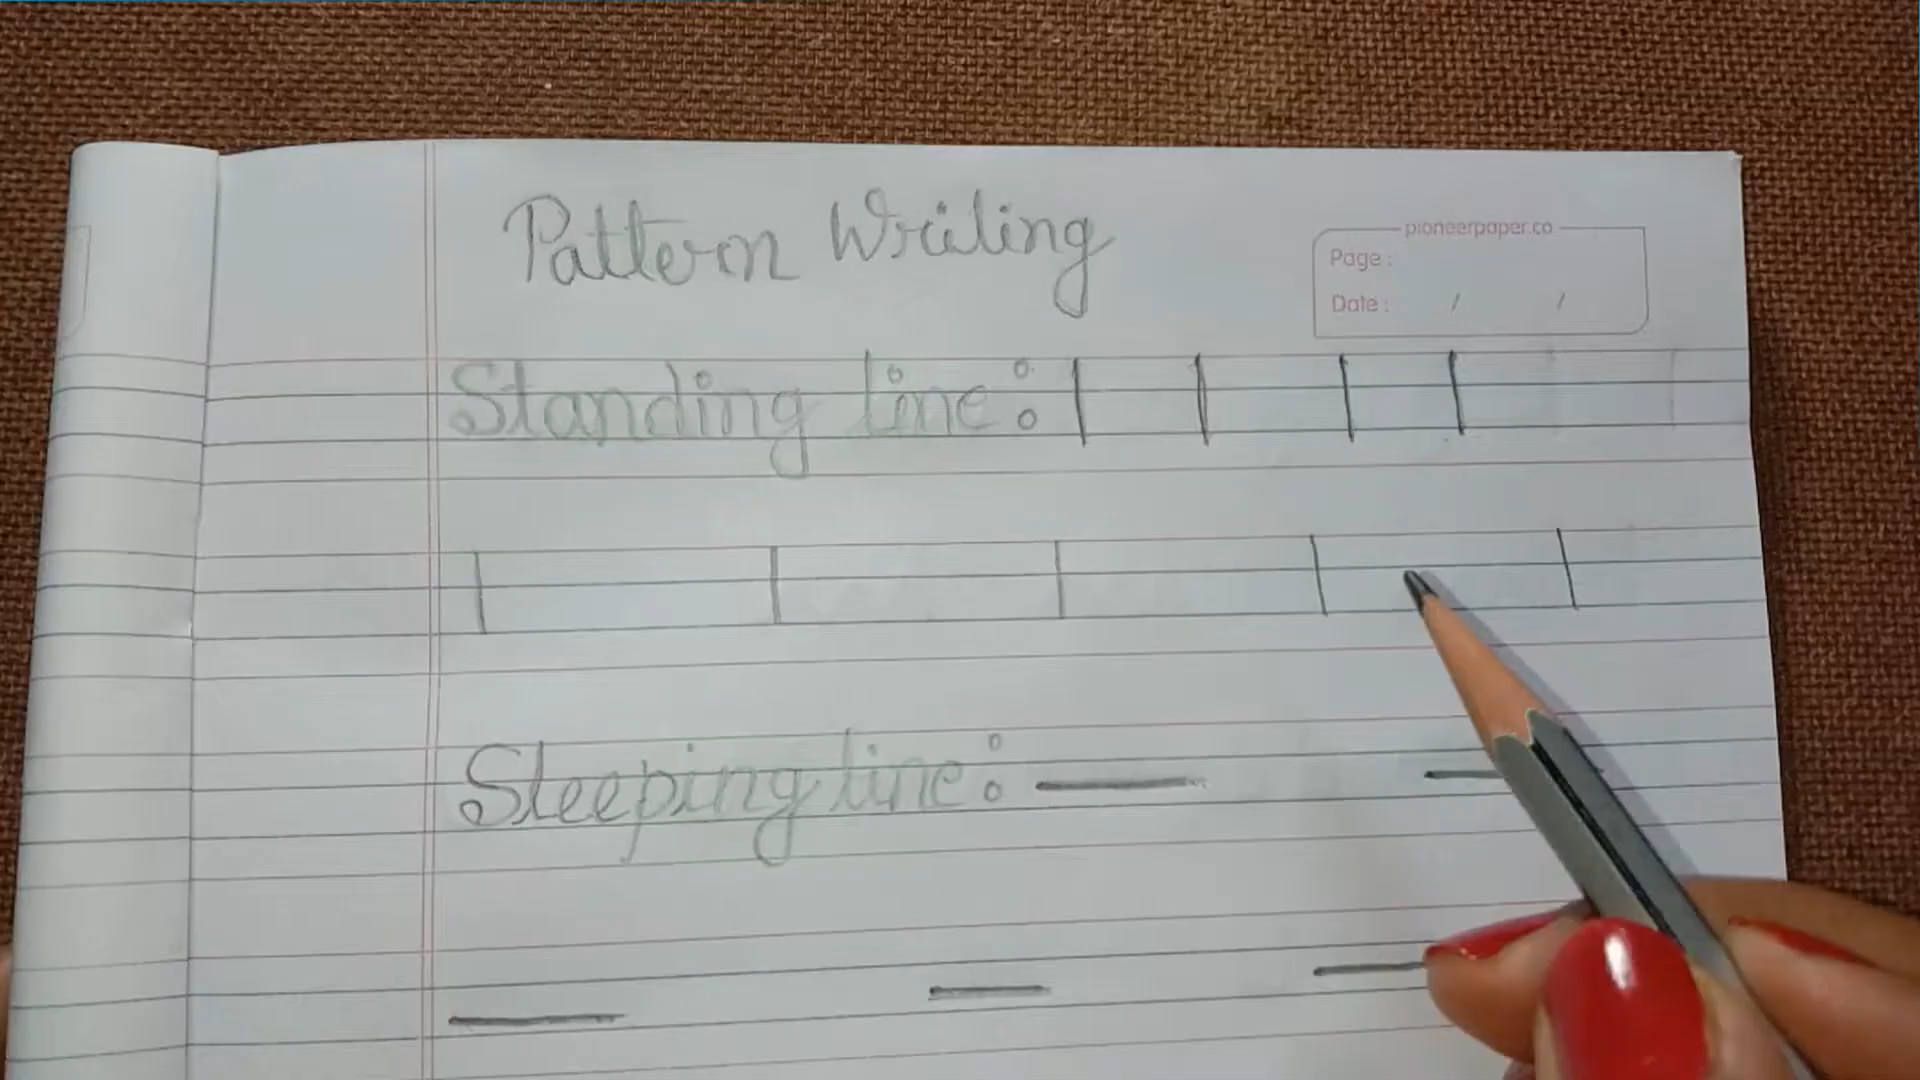 Pattern Writing
pioneerpaper.co
Page :
Date : / /
Standing line :
Sleeping line :